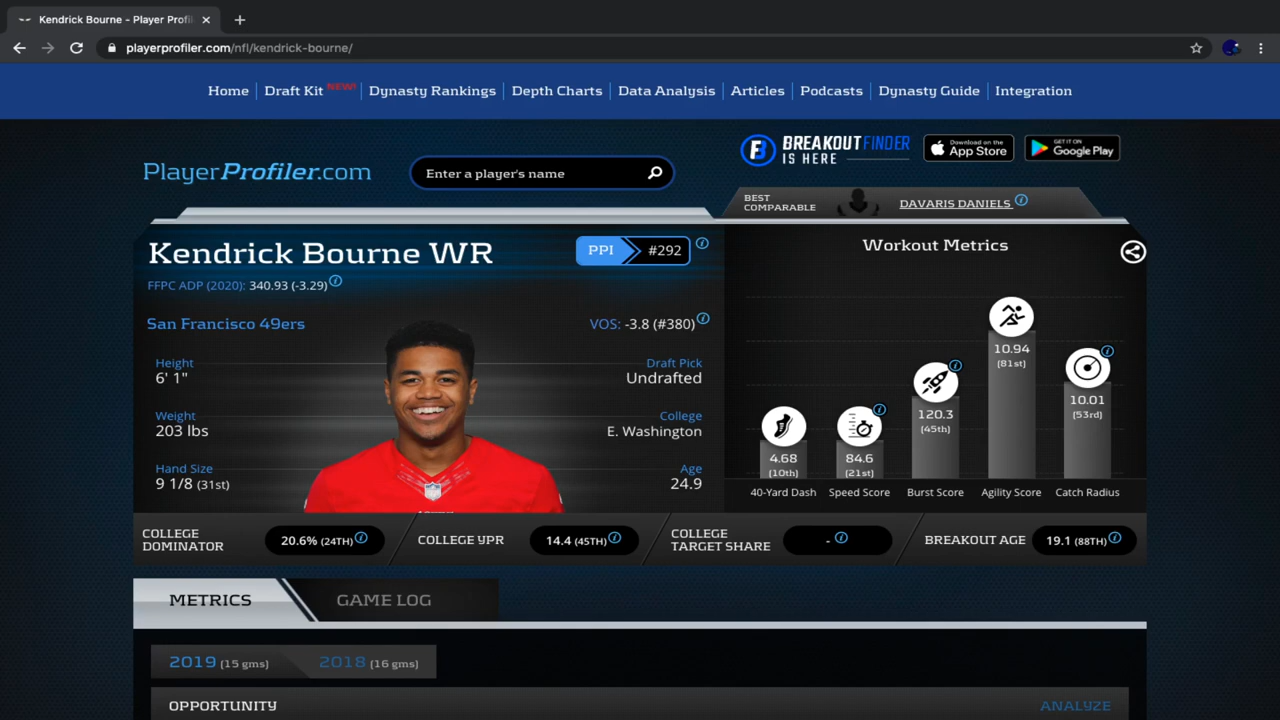 Kendrick Bourne - Player Profil
playerprofiler.com/nfl/kendrick-bourne/
Home Draft Kit NEW! Dynasty Rankings Depth Charts Data Analysis Articles Podcasts Dynasty Guide Integration
BREAKOUT FINDER
IS HERE
Download on the
App Store
GET IT ON
Google Play
PlayerProfiler.com
Enter a player's name
BEST
COMPARABLE
DAVARIS DANIELS
Kendrick Bourne WR
PPI #292
FFPC ADP (2020): 340.93 (-3.29)
San Francisco 49ers
VOS: -3.8 (#380)
Height
6' 1"
Draft Pick
Undrafted
Weight
203 lbs
College
E. Washington
Hand Size
9 1/8 (31st)
Age
24.9
Workout Metrics
4.68
(10th)
40-Yard Dash
84.6
(21st)
Speed Score
120.3
(45th)
Burst Score
10.94
(81st)
Agility Score
10.01
(53rd)
Catch Radius
COLLEGE
DOMINATOR
20.6% (24TH)
COLLEGE YPR
14.4 (45TH)
COLLEGE
TARGET SHARE
-
BREAKOUT AGE
19.1 (88TH)
METRICS
GAME LOG
2019 (15 gms)
2018 (16 gms)
OPPORTUNITY
ANALYZE